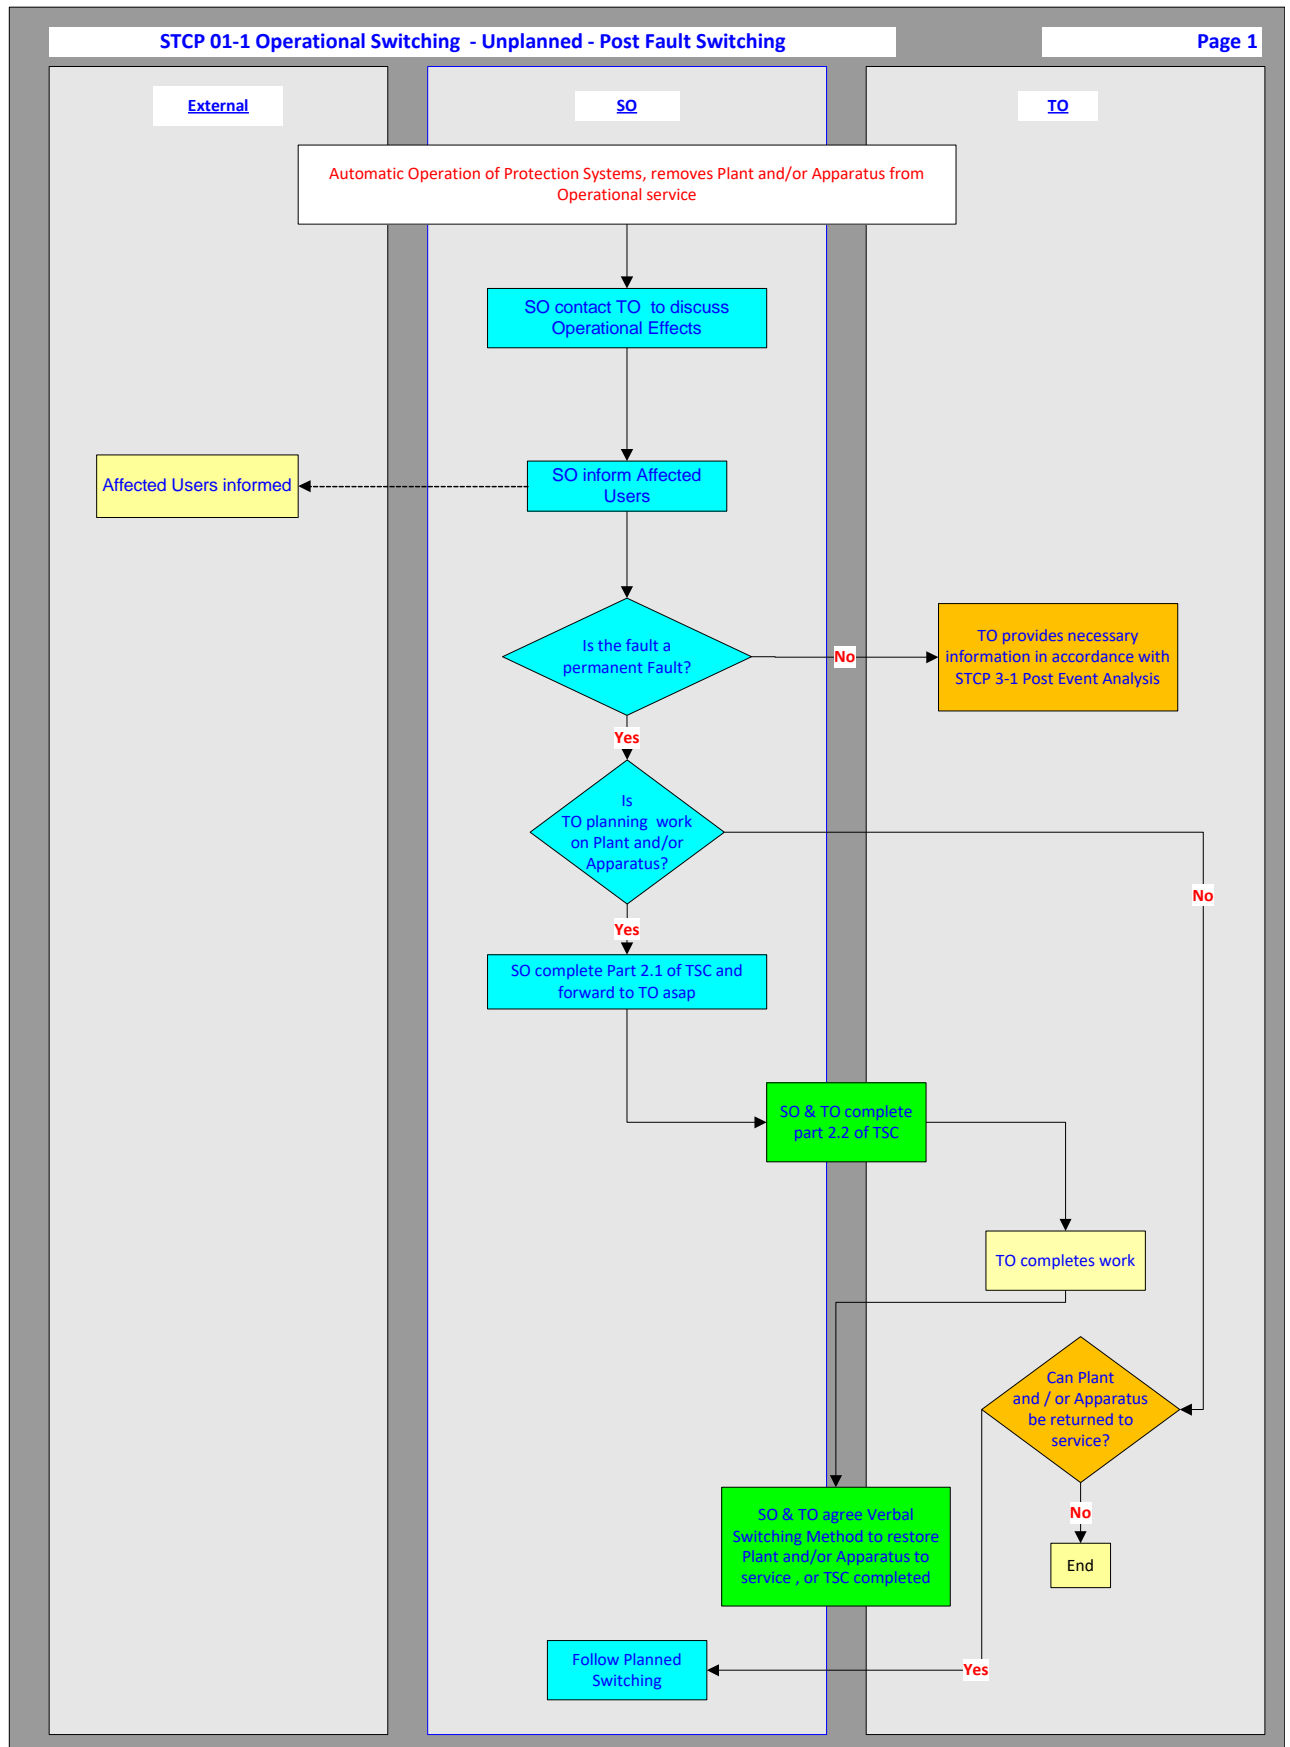 STCP 01-1 Operational Switching - Unplanned - Post Fault Switching
Page 1
External
SO
TO
Automatic Operation of Protection Systems, removes Plant and/or Apparatus from
Operational service
SO contact TO to discuss
Operational Effects
Affected Users informed
SO inform Affected
Users
Is the fault a
permanent Fault?
No
TO provides necessary
information in accordance with
STCP 3-1 Post Event Analysis
Yes
Is
TO planning work
on Plant and/or
Apparatus?
No
Yes
SO complete Part 2.1 of TSC and
forward to TO asap
SO & TO complete
part 2.2 of TSC
TO completes work
Can Plant
and / or Apparatus
be returned to
service?
No
End
SO & TO agree Verbal
Switching Method to restore
Plant and/or Apparatus to
service , or TSC completed
Follow Planned
Switching
Yes